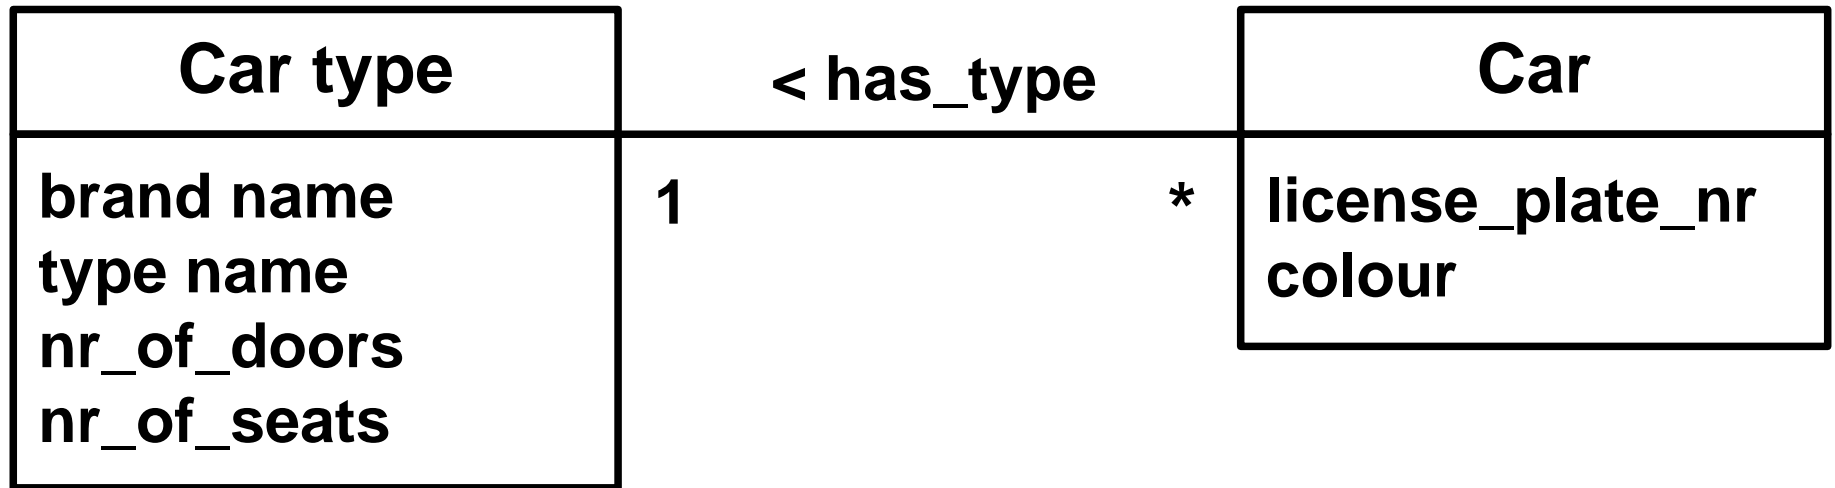 Car type
brand name
type name
nr_of_doors
nr_of_seats
< has_type
1
*
Car
license_plate_nr
colour